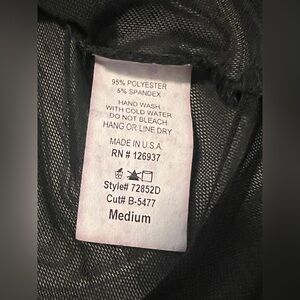 95% POLYESTER
5% SPANDEX
HAND WASH
WITH COLD WATER
DO NOT BLEACH
HANG OR LINE DRY
MADE IN U.S.A.
RN # 126937
Style# 72852D
Cut# B-5477
Medium